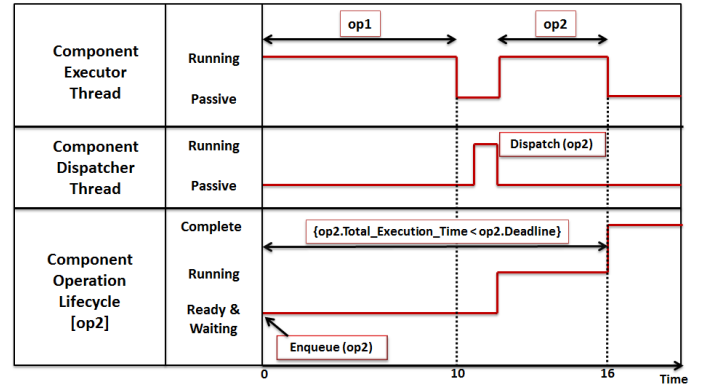 op1
op2
Component
Executor
Thread
Running
Passive
Component
Dispatcher
Thread
Running
Passive
Dispatch (op2)
Component
Operation
Lifecycle
[op2]
Complete
Running
Ready &
Waiting
{op2.Total_Execution_Time < op2.Deadline}
Enqueue (op2)
0
10
16
Time